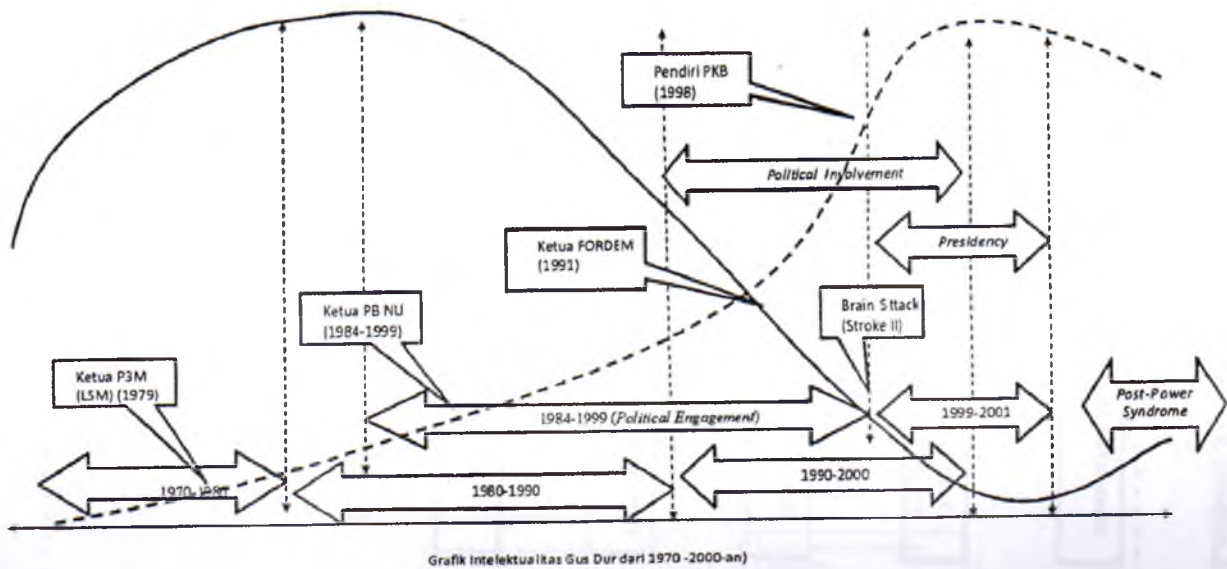 Pendiri PKB
(1998)
Political Involvement
Ketua FORDEM
(1991)
Presidency
Ketua PB NU
(1984-1999)
Brain Sttack
(Stroke II)
Ketua P3M
(LSM) (1979)
1984-1999 (Political Engagement)
1999-2001
Post-Power
Syndrome
1970-1980
1980-1990
1990-2000
Grafik Intelektualitas Gus Dur dari 1970 -2000-an)